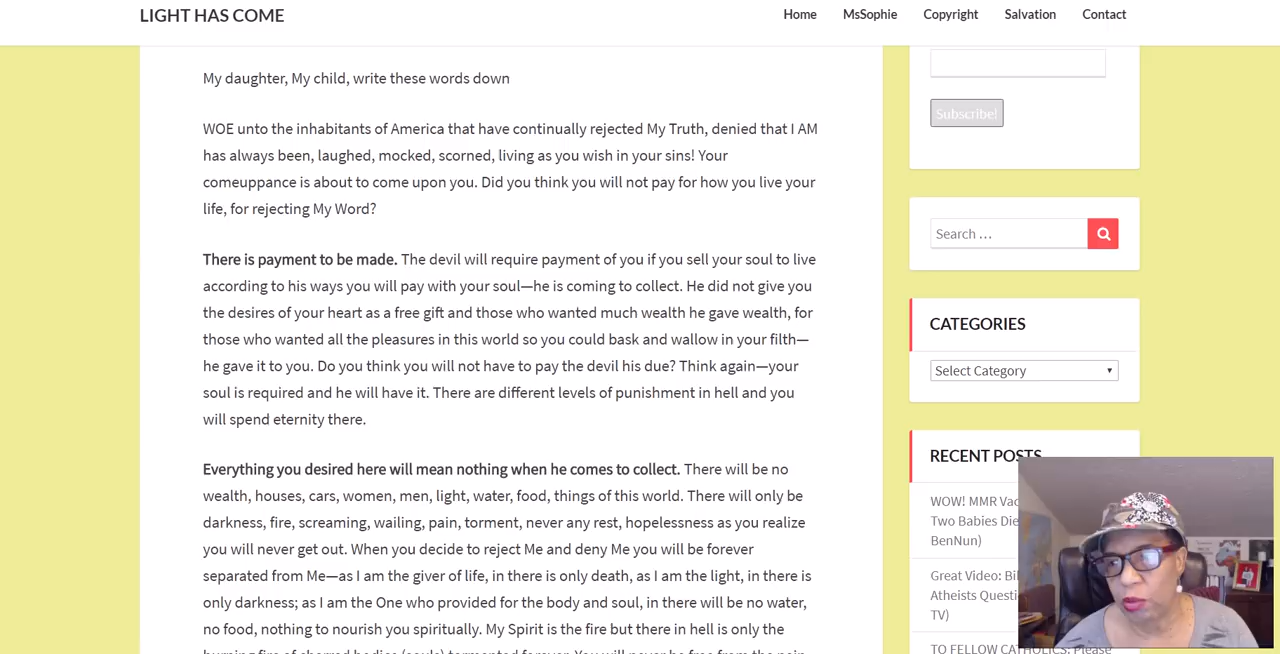 LIGHT HAS COME
Home MsSophie Copyright Salvation Contact
My daughter, My child, write these words down
WOE unto the inhabitants of America that have continually rejected My Truth, denied that I AM
has always been, laughed, mocked, scorned, living as you wish in your sins! Your
comeuppance is about to come upon you. Did you think you will not pay for how you live your
life, for rejecting My Word?
There is payment to be made. The devil will require payment of you if you sell your soul to live
according to his ways you will pay with your soul—he is coming to collect. He did not give you
the desires of your heart as a free gift and those who wanted much wealth he gave wealth, for
those who wanted all the pleasures in this world so you could bask and wallow in your filth—
he gave it to you. Do you think you will not have to pay the devil his due? Think again—your
soul is required and he will have it. There are different levels of punishment in hell and you
will spend eternity there.
Everything you desired here will mean nothing when he comes to collect. There will be no
wealth, houses, cars, women, men, light, water, food, things of this world. There will only be
darkness, fire, screaming, wailing, pain, torment, never any rest, hopelessness as you realize
you will never get out. When you decide to reject Me and deny Me you will be forever
separated from Me—as I am the giver of life, in there is only death, as I am the light, in there is
only darkness; as I am the One who provided for the body and soul, in there will be no water,
no food, nothing to nourish you spiritually. My Spirit is the fire but there in hell is only the
Subscribe!
Search …
CATEGORIES
Select Category
RECENT POSTS
WOW! MMR Vac
Two Babies Die
BenNun)
Great Video: Bil
Atheists Questi
TV)
TO FELLOW CATHOLICS: Please